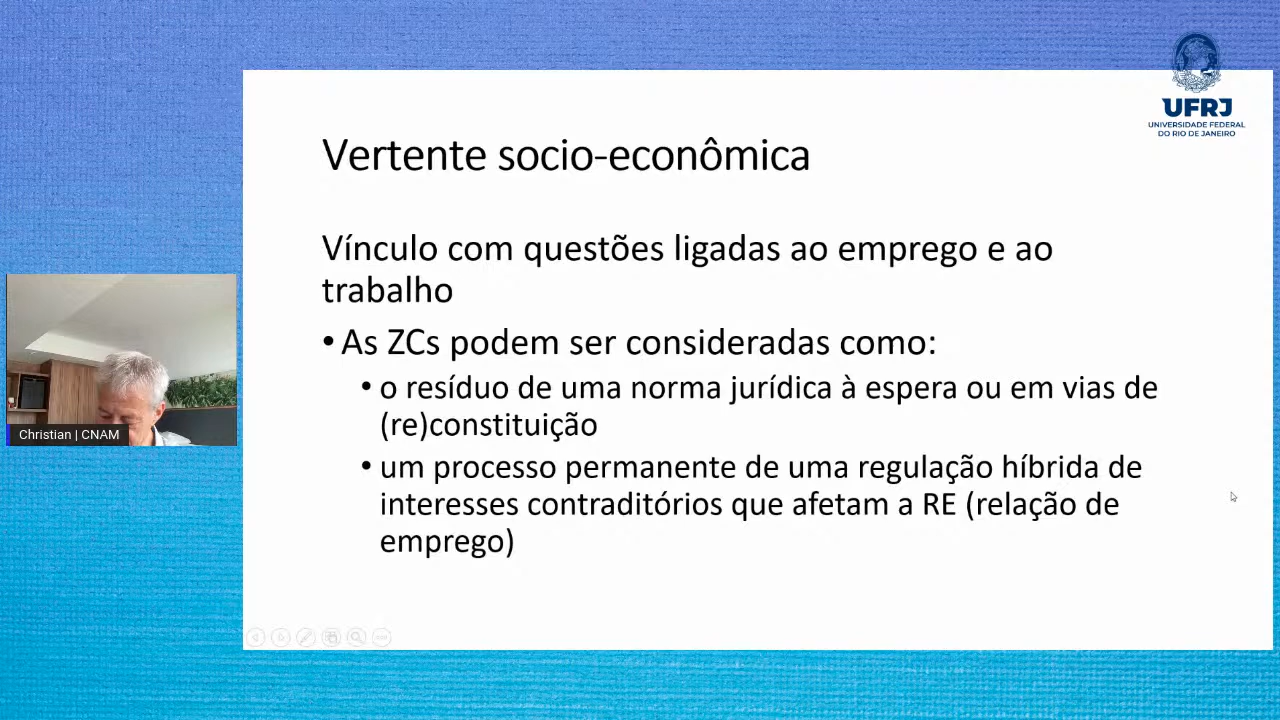 UFRJ
UNIVERSIDADE FEDERAL
DO RIO DE JANEIRO
Vertente socio-econômica
Vínculo com questões ligadas ao emprego e ao
trabalho
• As ZCs podem ser consideradas como:
• o resíduo de uma norma jurídica à espera ou em vias de
(re)constituição
• um processo permanente de uma regulação híbrida de
interesses contraditórios que afetam a RE (relação de
emprego)
Christian | CNAM